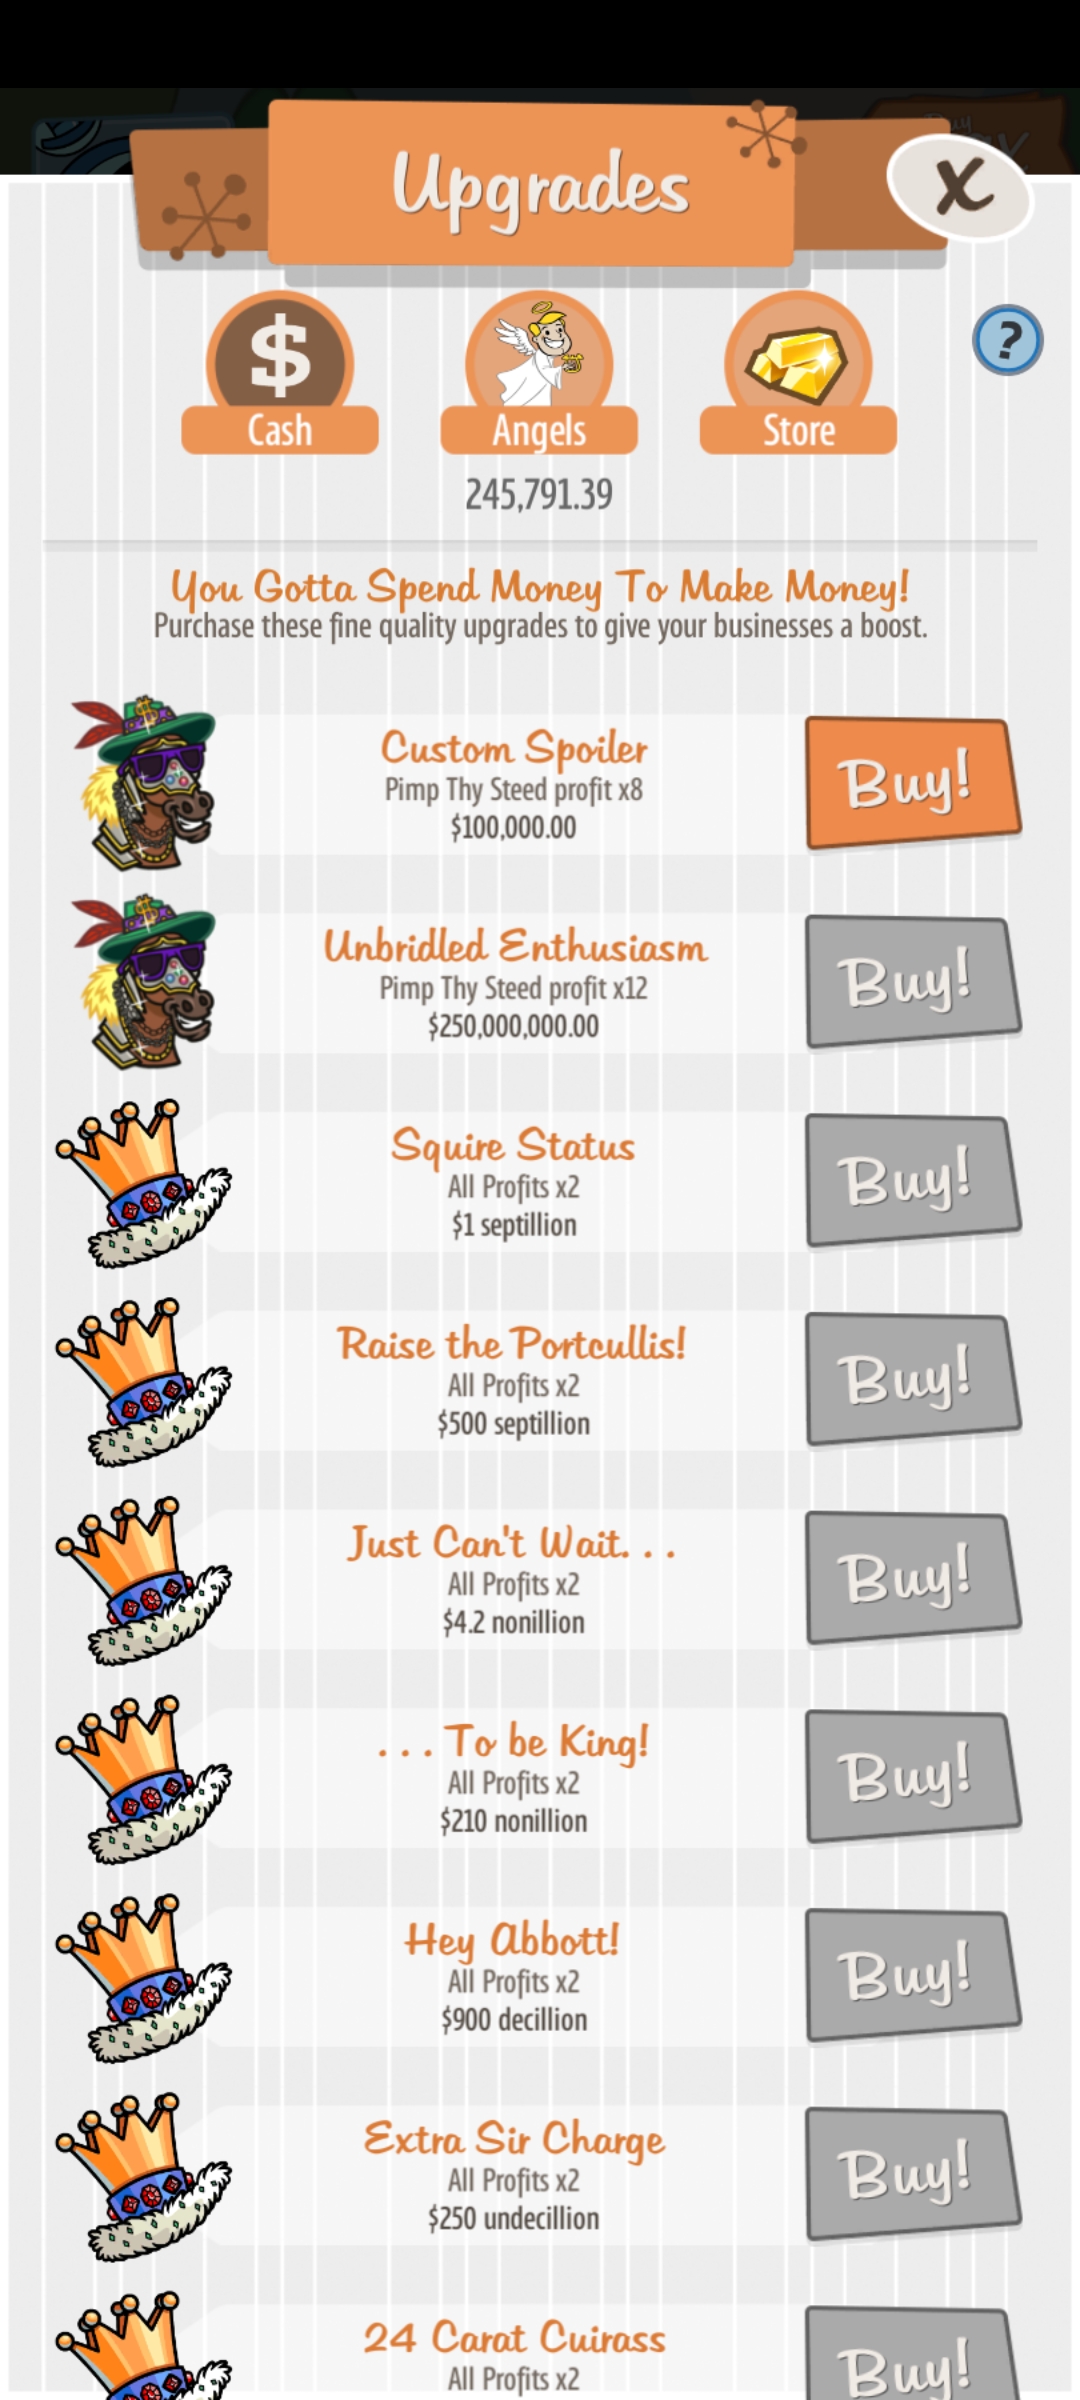 Upgrades
X
$
Cash
Angels
Store
?
245,791.39
You Gotta Spend Money To Make Money!
Purchase these fine quality upgrades to give your businesses a boost.
Custom Spoiler
Pimp Thy Steed profit x8
$100,000.00
Buy!
Unbridled Enthusiasm
Pimp Thy Steed profit x12
$250,000,000.00
Buy!
Squire Status
All Profits x2
$1 septillion
Buy!
Raise the Portcullis!
All Profits x2
$500 septillion
Buy!
Just Can't Wait. . .
All Profits x2
$4.2 nonillion
Buy!
. . . To be King!
All Profits x2
$210 nonillion
Buy!
Hey Abbott!
All Profits x2
$900 decillion
Buy!
Extra Sir Charge
All Profits x2
$250 undecillion
Buy!
24 Carat Cuirass
All Profits x2
Buy!